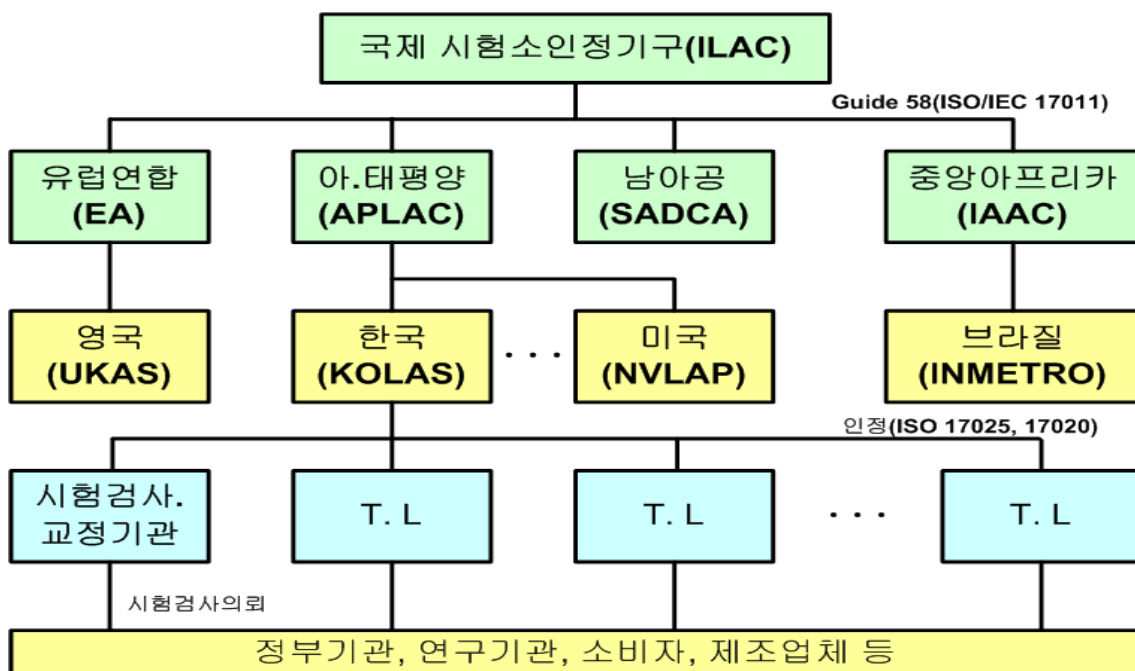 국제 시험소인정기구(ILAC)
Guide 58(ISO/IEC 17011)
유럽연합
(EA)
아.태평양
(APLAC)
남아공
(SADCA)
중앙아프리카
(IAAC)
영국
(UKAS)
한국
(KOLAS)
. . .
미국
(NVLAP)
브라질
(INMETRO)
인정(ISO 17025, 17020)
시험검사.
교정기관
T. L
T. L
. . .
T. L
시험검사의뢰
정부기관, 연구기관, 소비자, 제조업체 등